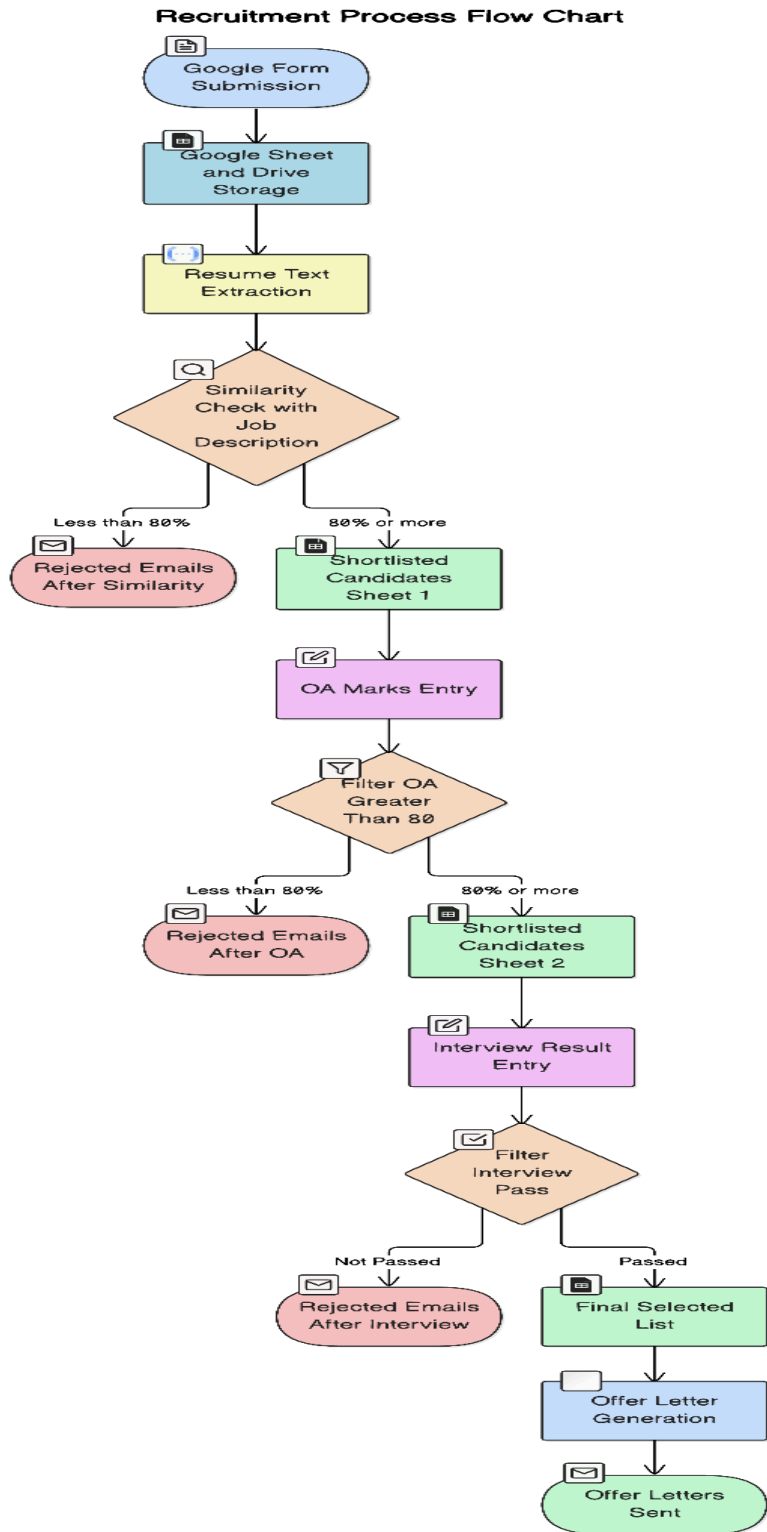 Recruitment Process Flow Chart
Google Form
Submission
Google Sheet
and Drive
Storage
Resume Text
Extraction
Similarity
Check with
Job
Description
Less than 80%
80% or more
Rejected Emails
After Similarity
Shortlisted
Candidates
Sheet 1
OA Marks Entry
Filter OA
Greater
Than 80
Less than 80%
80% or more
Rejected Emails
After OA
Shortlisted
Candidates
Sheet 2
Interview Result
Entry
Filter
Interview
Pass
Not Passed
Passed
Rejected Emails
After Interview
Final Selected
List
Offer Letter
Generation
Offer Letters
Sent